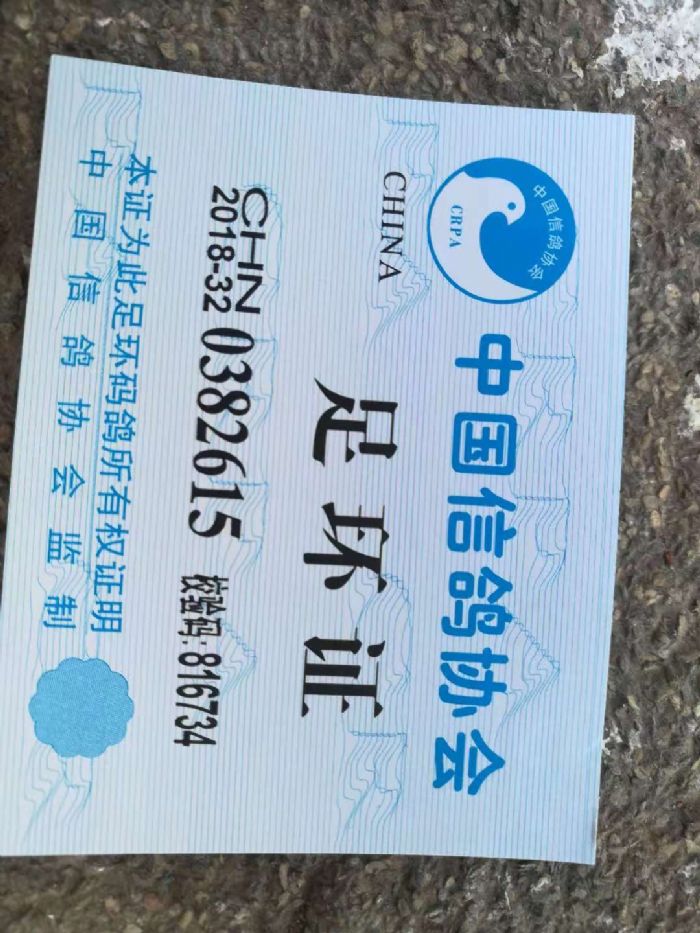 中国信鸽协会
CRPA
CHINA
中国信鸽协会
足环证
CHN
2018-32 0382615 校验码:816734
本证为此足环码鸽所有权证明
中国信鸽协会监制